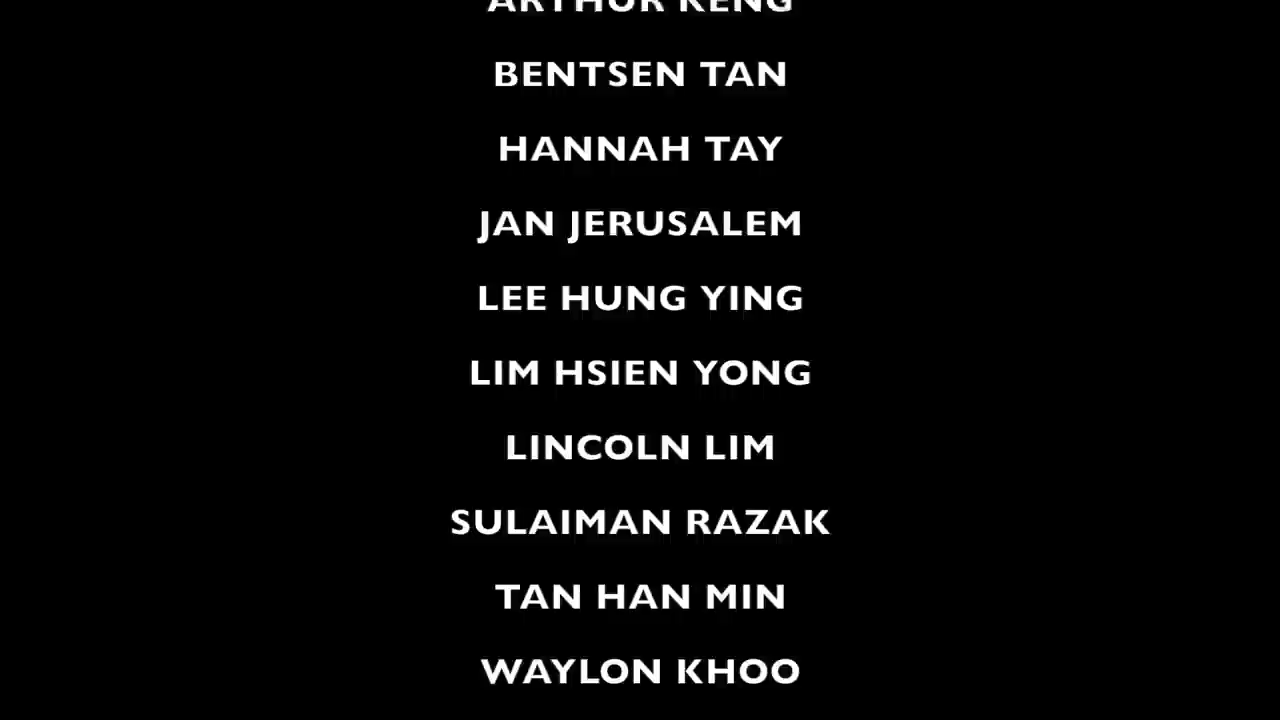 ARTHUR KENG
BENTSEN TAN
HANNAH TAY
JAN JERUSALEM
LEE HUNG YING
LIM HSIEN YONG
LINCOLN LIM
SULAIMAN RAZAK
TAN HAN MIN
WAYLON KHOO